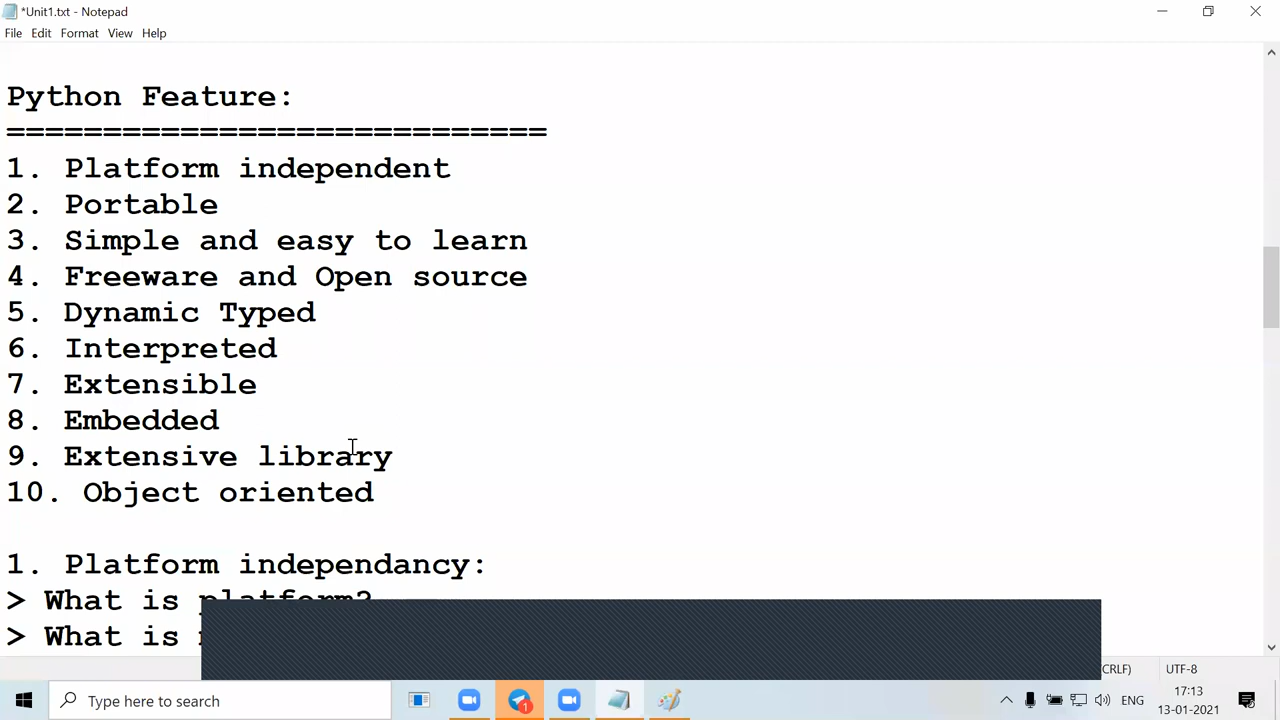 *Unit1.txt - Notepad
File Edit Format View Help
Python Feature:
============================
1. Platform independent
2. Portable
3. Simple and easy to learn
4. Freeware and Open source
5. Dynamic Typed
6. Interpreted
7. Extensible
8. Embedded
9. Extensive library
10. Object oriented
1. Platform independancy:
> What is platform?
> What is
(CRLF) UTF-8
Type here to search
1
ENG
17:13
13-01-2021